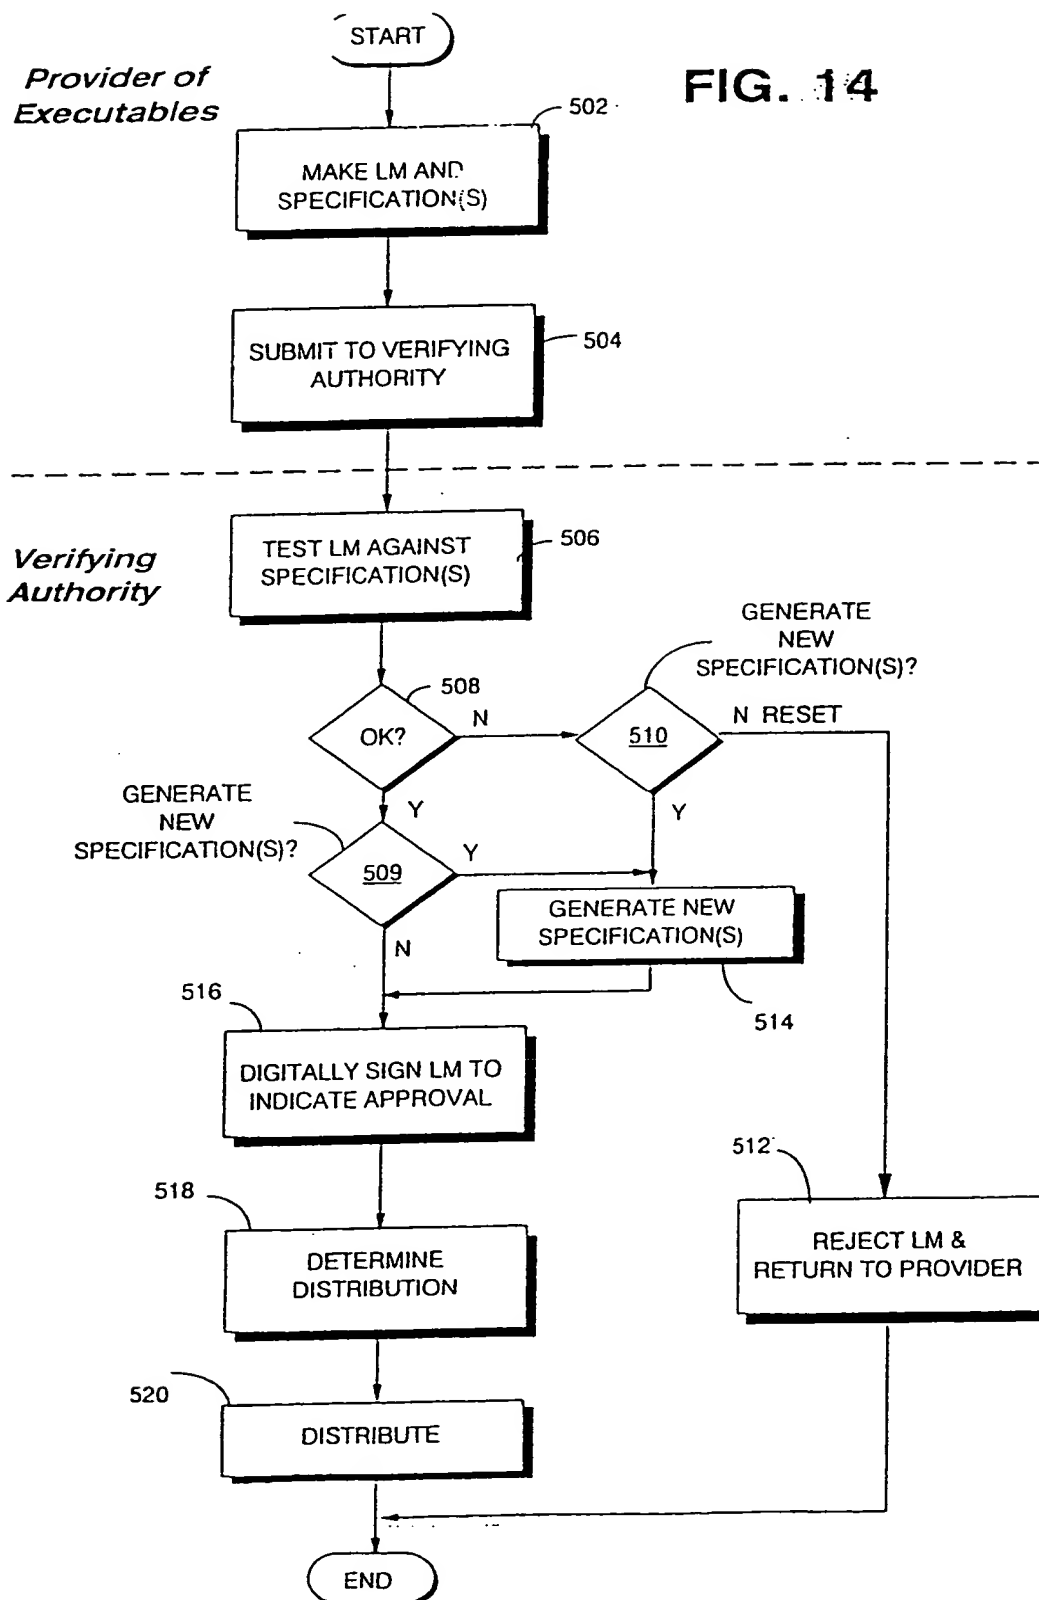 START
Provider of
Executables
FIG. 14
502
MAKE LM AND
SPECIFICATION(S)
504
SUBMIT TO VERIFYING
AUTHORITY
Verifying
Authority
506
TEST LM AGAINST
SPECIFICATION(S)
508
OK?
N
Y
GENERATE
NEW
SPECIFICATION(S)?
510
N RESET
Y
GENERATE
NEW
SPECIFICATION(S)?
509
Y
N
GENERATE NEW
SPECIFICATION(S)
514
516
DIGITALLY SIGN LM TO
INDICATE APPROVAL
512
REJECT LM &
RETURN TO PROVIDER
518
DETERMINE
DISTRIBUTION
520
DISTRIBUTE
END